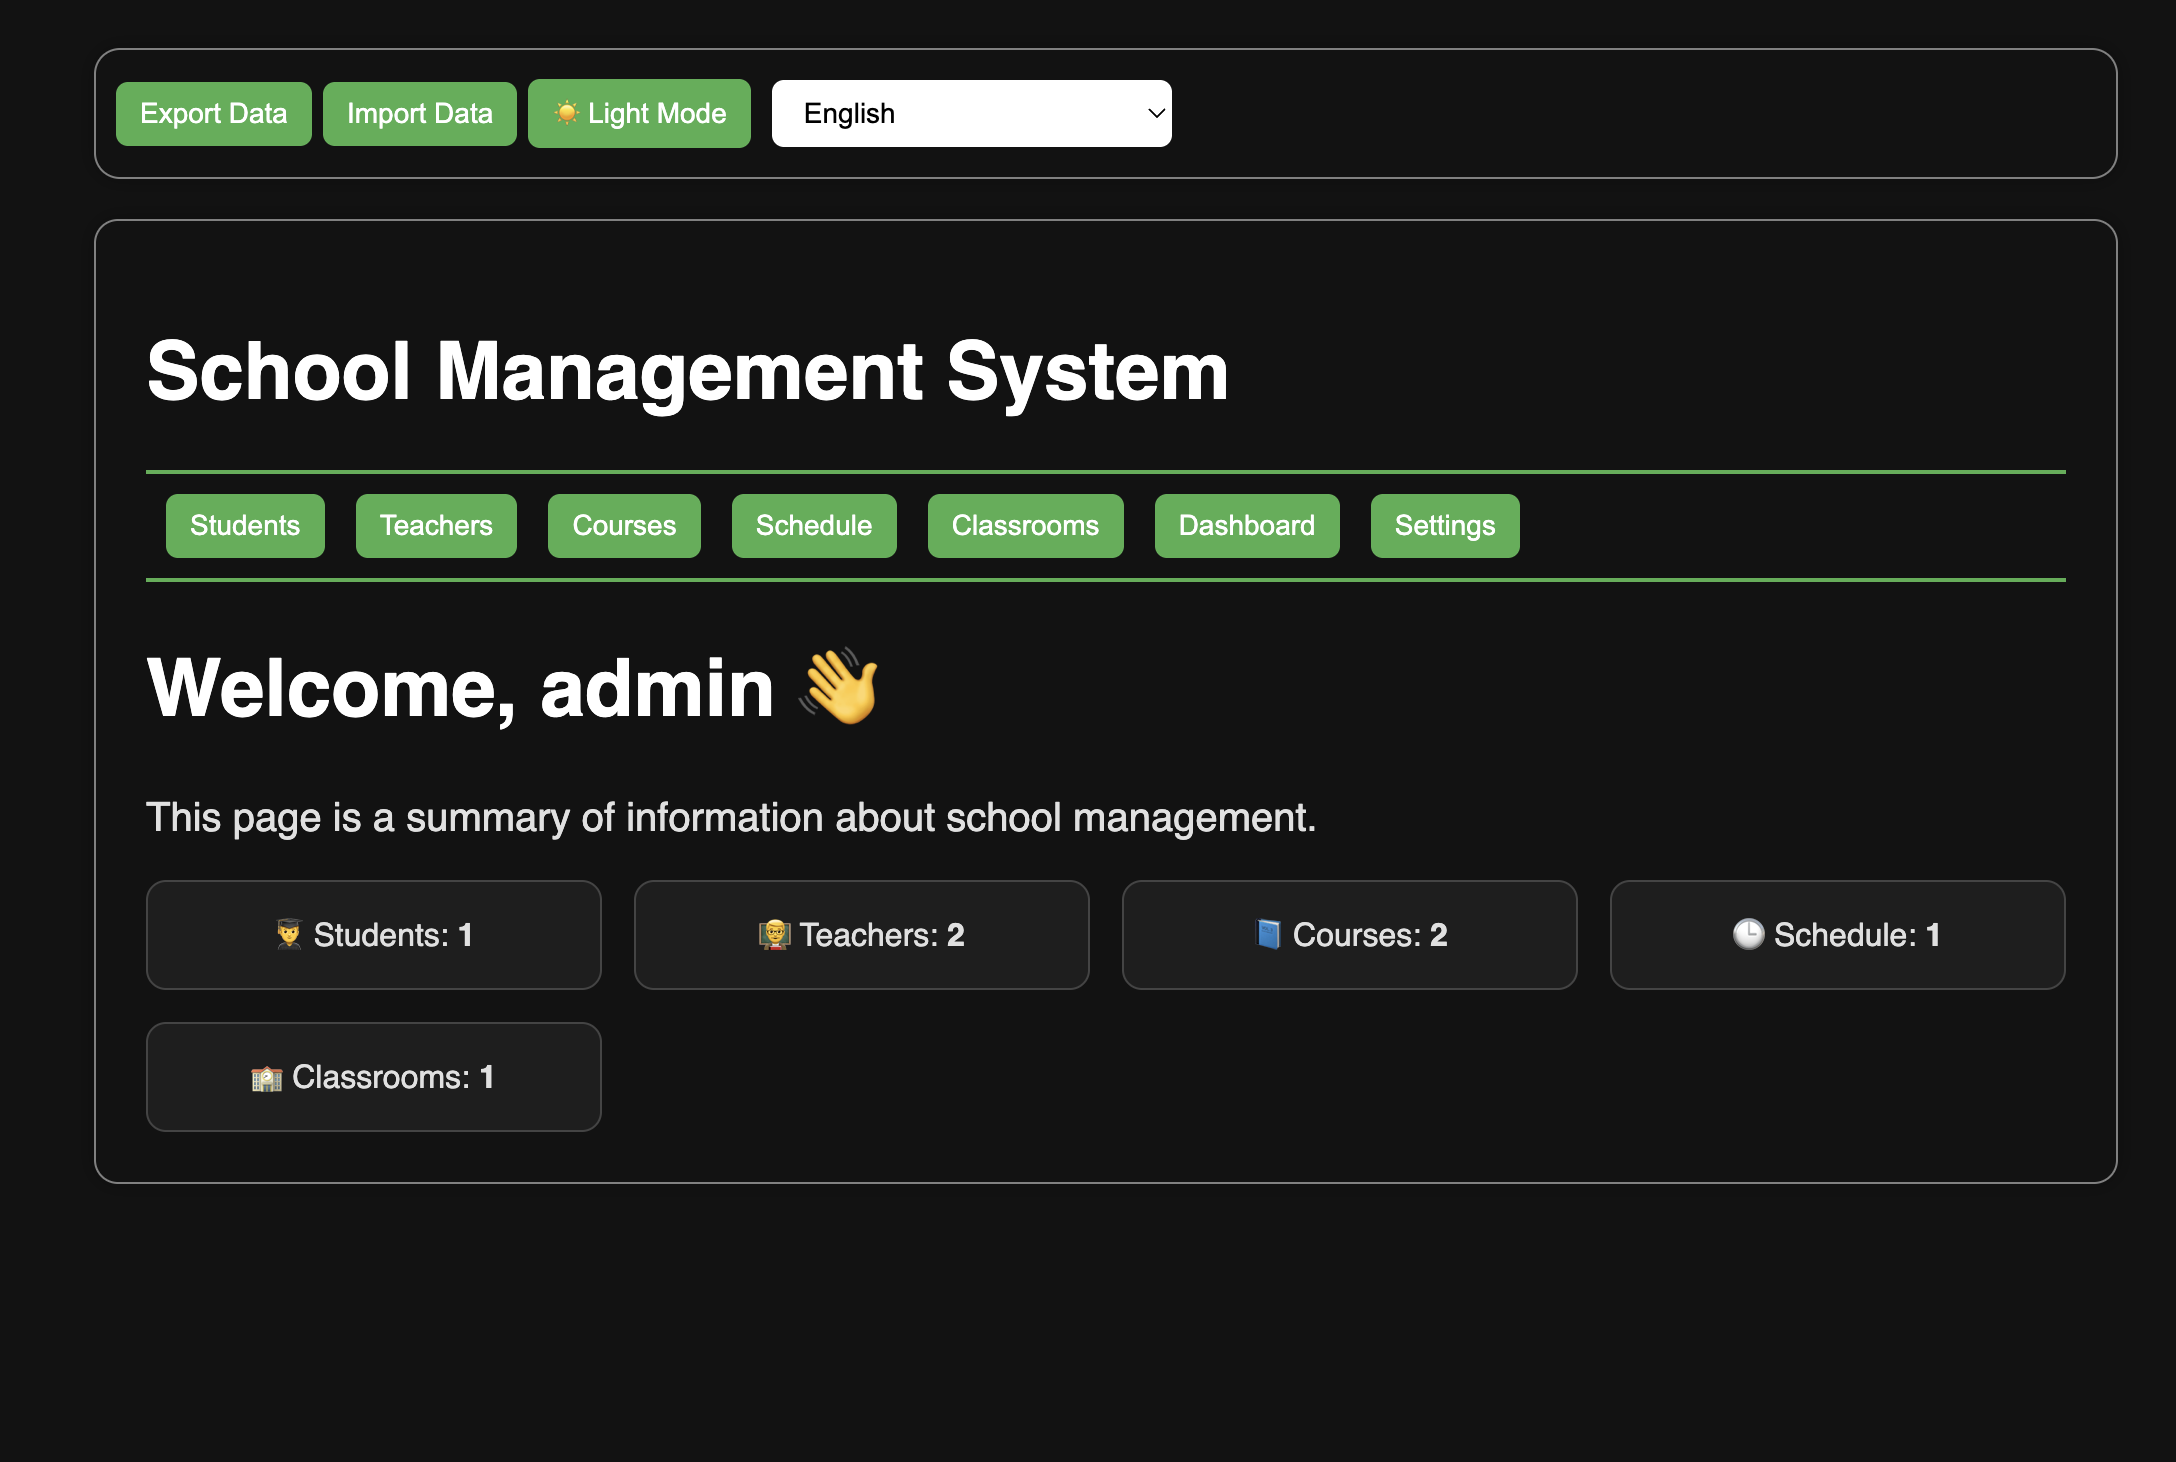 Export Data Import Data ☀️ Light Mode English
School Management System
Students Teachers Courses Schedule Classrooms Dashboard Settings
Welcome, admin 👋
This page is a summary of information about school management.
👨‍🎓 Students: 1 👨‍🏫 Teachers: 2 📘 Courses: 2 🕒 Schedule: 1
🏫 Classrooms: 1